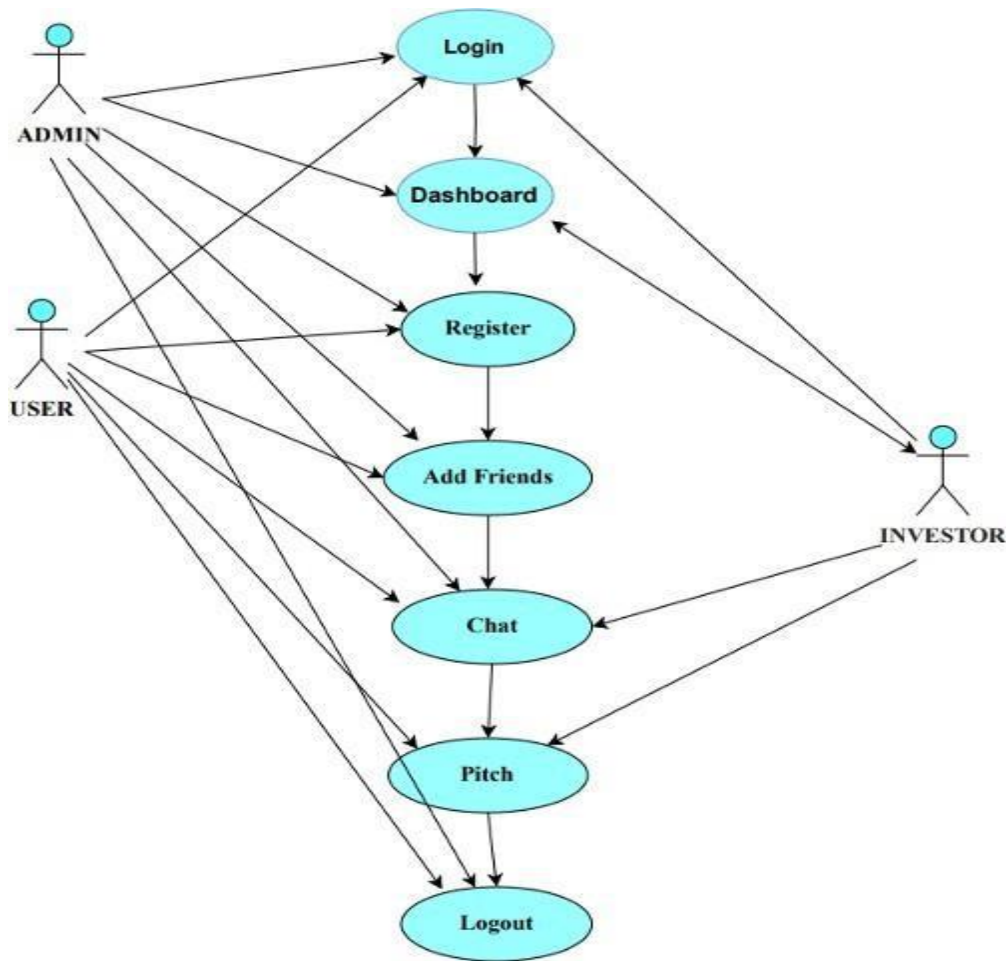 Login
ADMIN
Dashboard
Register
USER
Add Friends
INVESTOR
Chat
Pitch
Logout